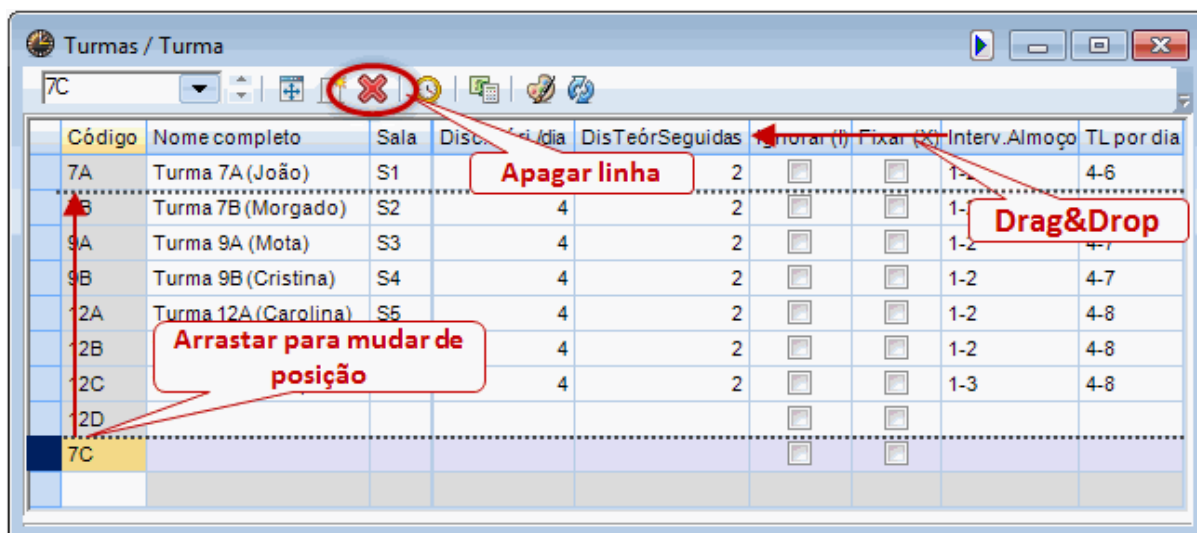 Turmas / Turma
7C
Código Nome completo Sala DisTeórSeguidas Ignorar (I) Fixar (X) Interv.Almoço TL por dia
Apagar linha
7A Turma 7A (João) S1 2 4-6
Drag&Drop
7B Turma 7B (Morgado) S2 4 2
9A Turma 9A (Mota) S3 4 2 1-2 4-7
9B Turma 9B (Cristina) S4 4 2 1-2 4-7
12A Turma 12A (Carolina) S5 2 1-2 4-8
Arrastar para mudar de
posição
12B 4 2 1-2 4-8
12C 4 2 1-3 4-8
12D
7C